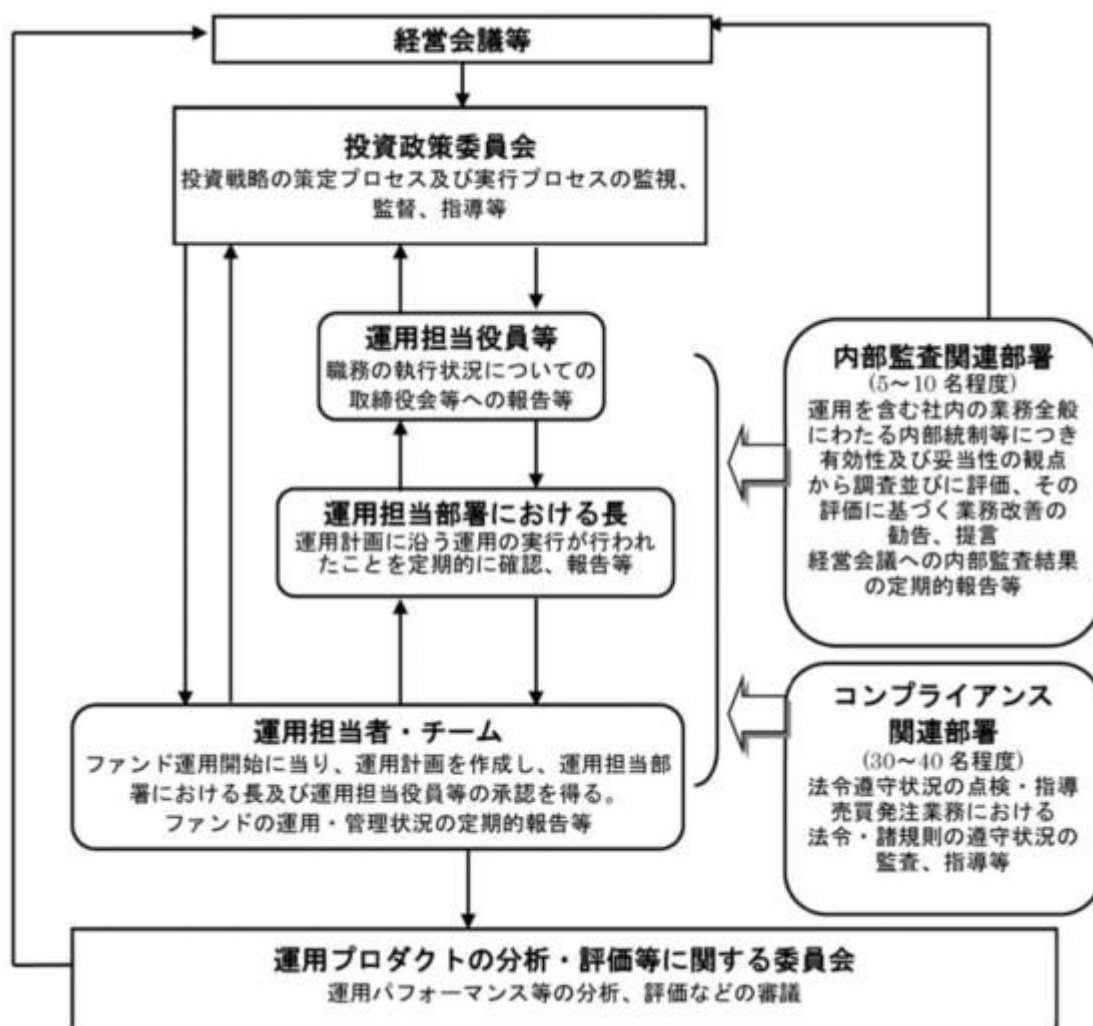 経営会議等
投資政策委員会
投資戦略の策定プロセス及び実行プロセスの監視、
監督、指導等
運用担当役員等
職務の執行状況についての
取締役会等への報告等
運用担当部署における長
運用計画に沿う運用の実行が行われ
たことを定期的に確認、報告等
運用担当者・チーム
ファンド運用開始に当り、運用計画を作成し、運用担当部
署における長及び運用担当役員等の承認を得る。
ファンドの運用・管理状況の定期的報告等
内部監査関連部署
(5～10 名程度)
運用を含む社内の業務全般
にわたる内部統制等につき
有効性及び妥当性の観点
から調査並びに評価、その
評価に基づく業務改善の
勧告、提言
経営会議への内部監査結果
の定期的報告等
コンプライアンス
関連部署
(30～40 名程度)
法令遵守状況の点検・指導
売買発注業務における
法令・諸規則の遵守状況の
監査、指導等
運用プロダクトの分析・評価等に関する委員会
運用パフォーマンス等の分析、評価などの審議